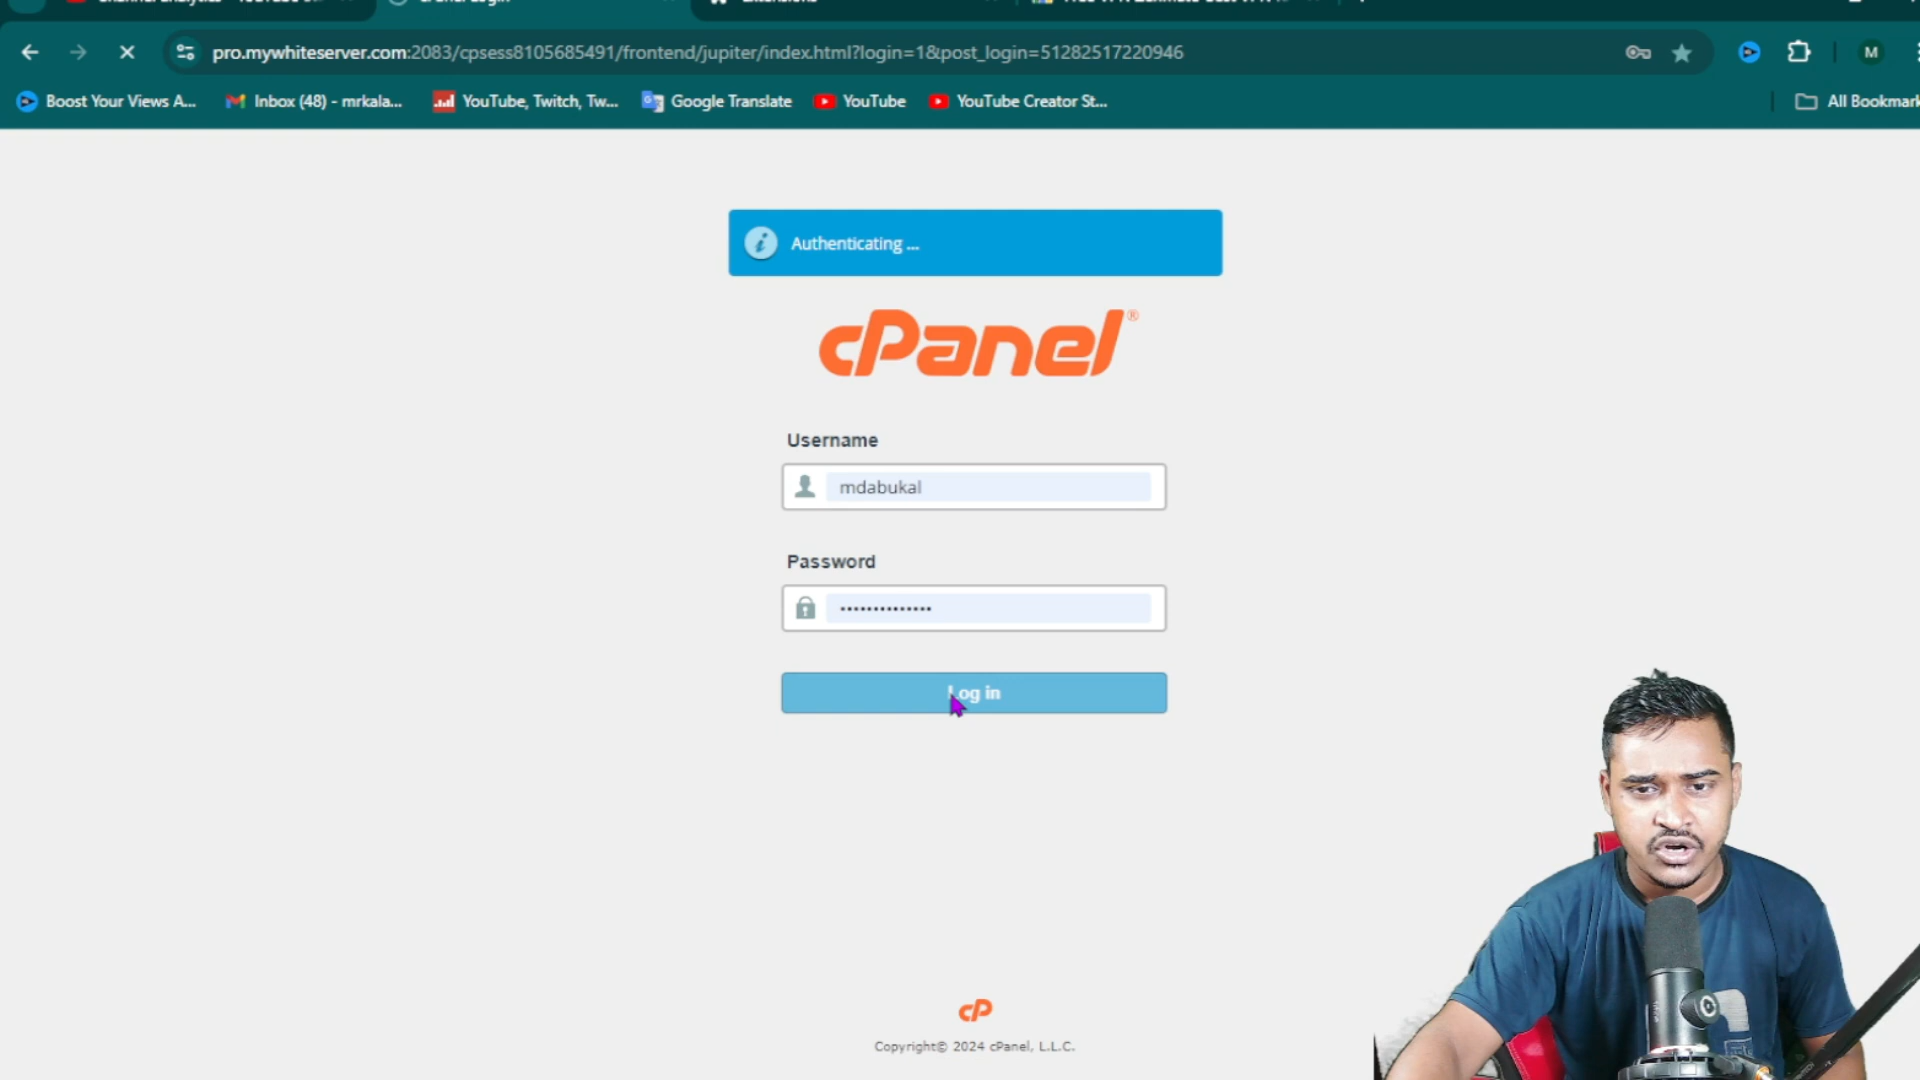 pro.mywhiteserver.com:2083/cpsess8105685491/frontend/jupiter/index.html?login=1&post_login=51282517220946
M
Boost Your Views A...
Inbox (48) - mrkala...
YouTube, Twitch, Tw...
Google Translate
YouTube
YouTube Creator St...
All Bookmark
Authenticating ...
cPanel®
Username
mdabukal
Password
Log in
cP
Copyright© 2024 cPanel, L.L.C.